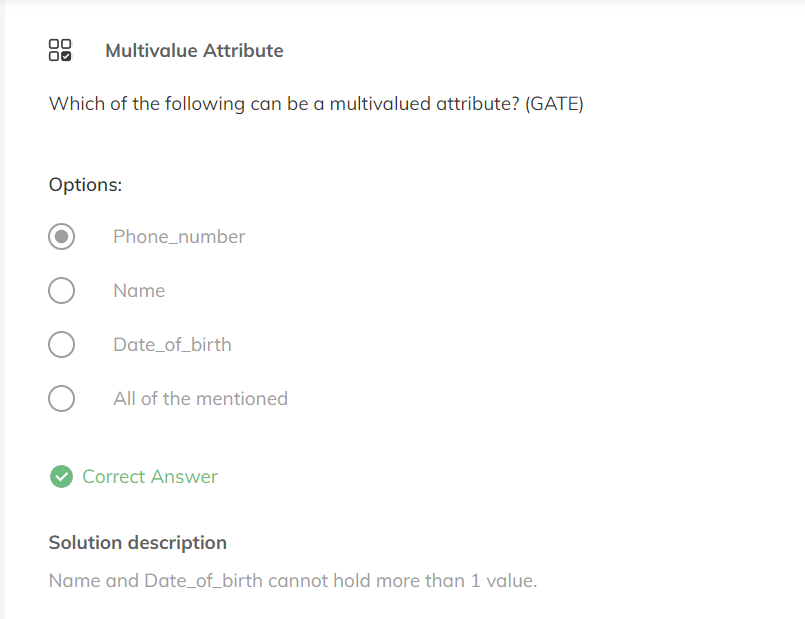 Multivalue Attribute
Which of the following can be a multivalued attribute? (GATE)
Options:
Phone_number
Name
Date_of_birth
All of the mentioned
Correct Answer
Solution description
Name and Date_of_birth cannot hold more than 1 value.